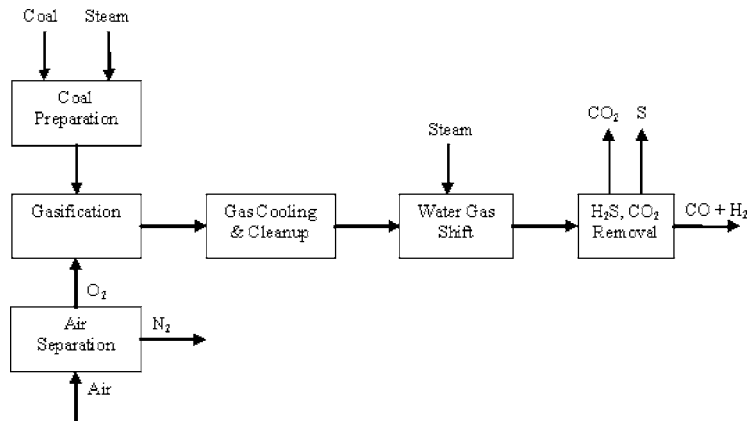 Coal
Steam
Coal
Preparation
Steam
CO₂
S
Gasification
Gas Cooling
& Cleanup
Water Gas
Shift
H₂S, CO₂
Removal
CO + H₂
O₂
Air
Separation
N₂
Air